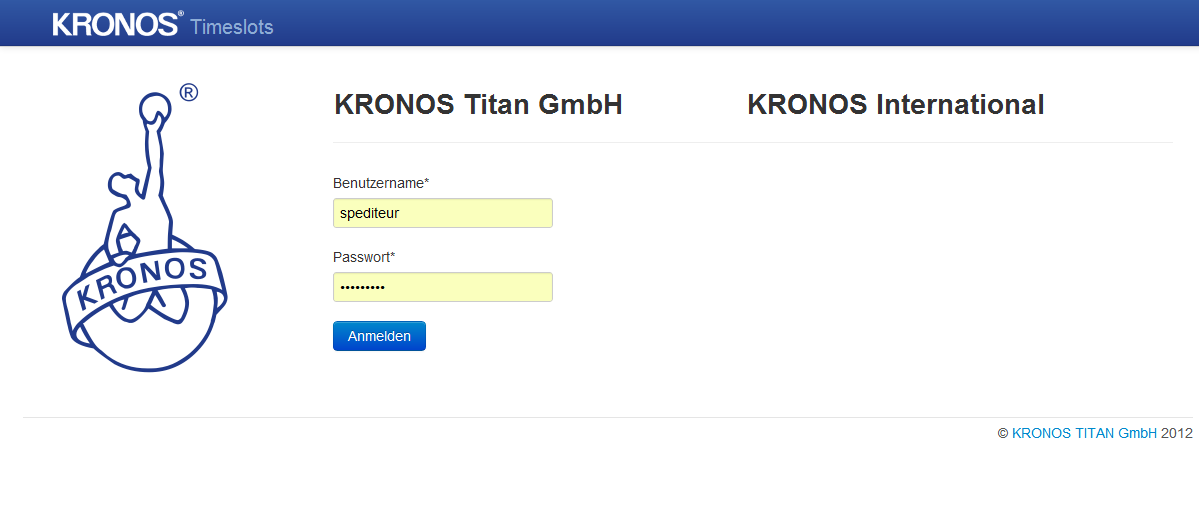 KRONOS® Timeslots
®
KRONOS
KRONOS Titan GmbH KRONOS International
Benutzername*
spediteur
Passwort*
•••••••••
Anmelden
© KRONOS TITAN GmbH 2012